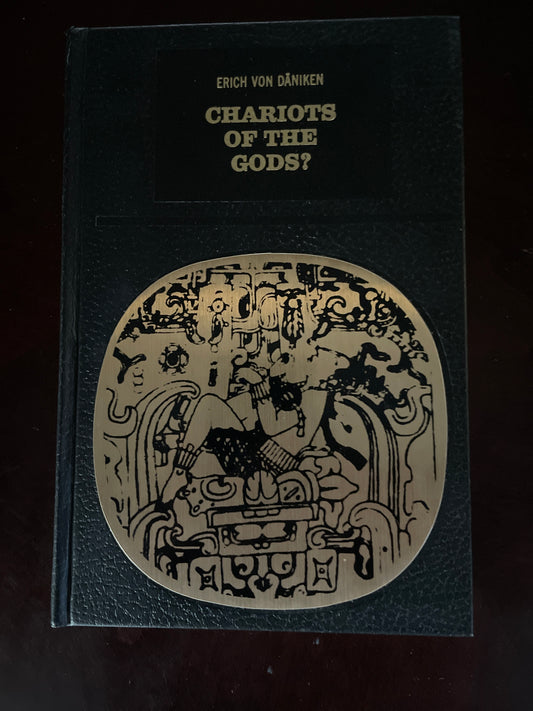 ERICH VON DÄNIKEN
CHARIOTS
OF THE
GODS?